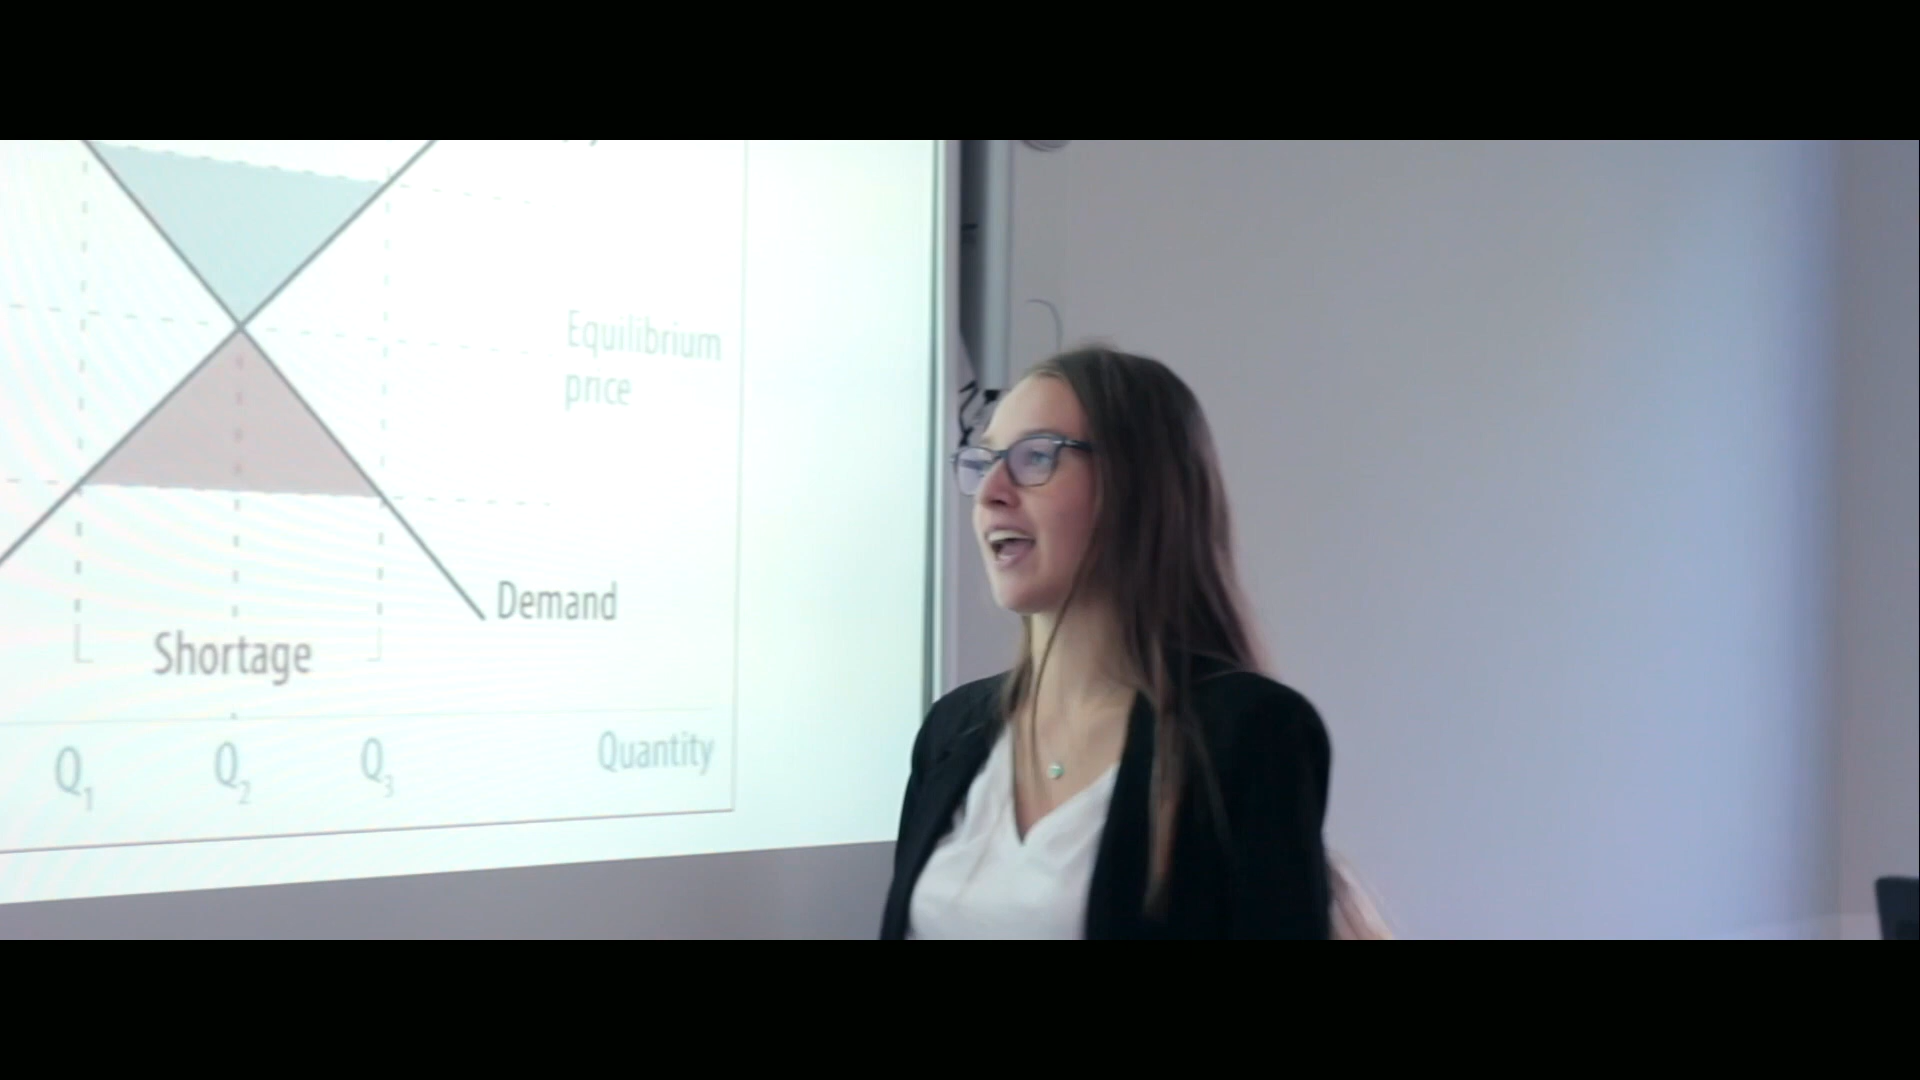 Equilibrium
price
Demand
Shortage
Q1 Q2 Q3 Quantity